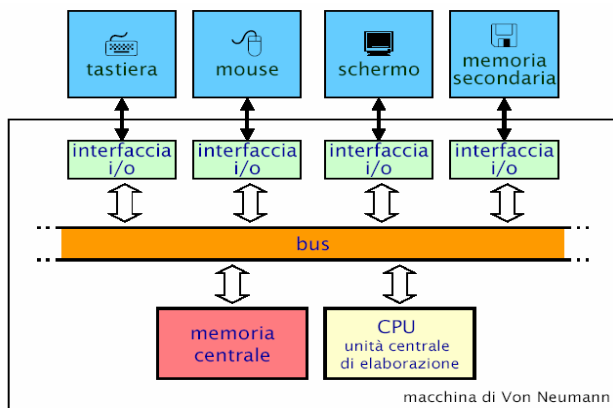 tastiera
mouse
schermo
memoria
secondaria
interfaccia
i/o
interfaccia
i/o
interfaccia
i/o
interfaccia
i/o
bus
memoria
centrale
CPU
unità centrale
di elaborazione
macchina di Von Neumann